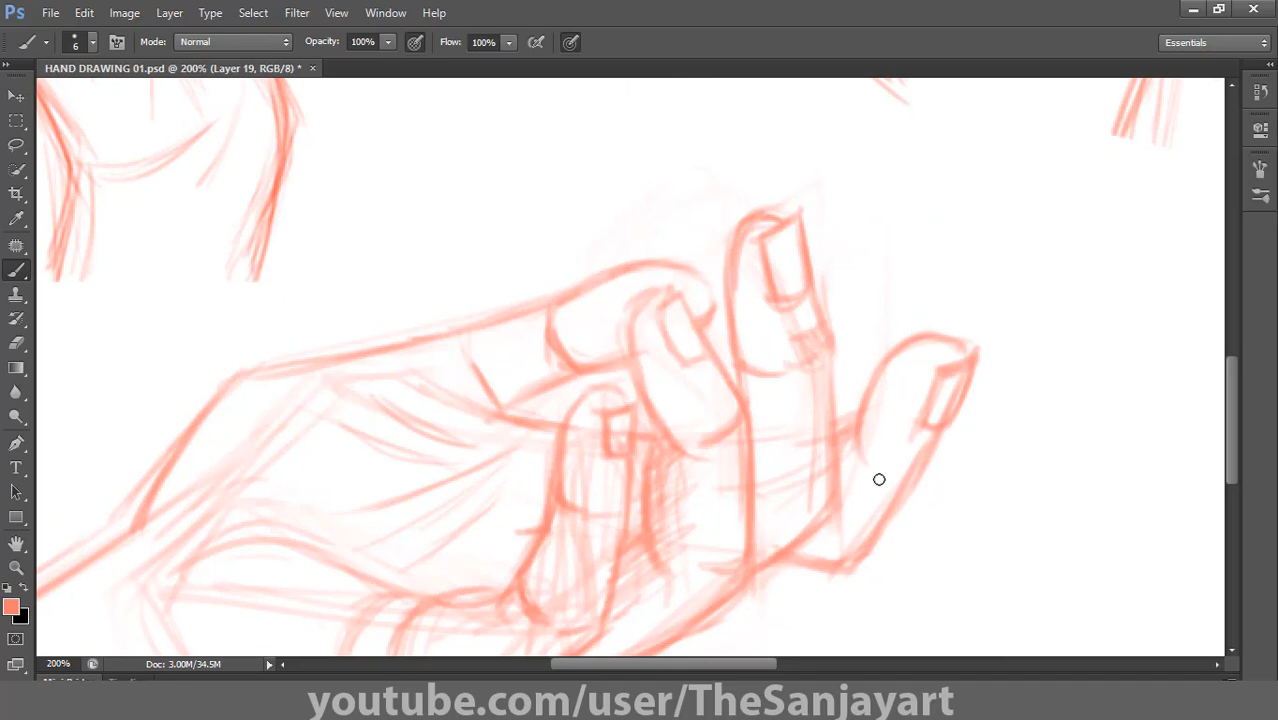 Ps File Edit Image Layer Type Select Filter View Window Help
6 Mode: Normal Opacity: 100% Flow: 100% Essentials
HAND DRAWING 01.psd @ 200% (Layer 19, RGB/8) * ×
T
200% Doc: 3.00M/34.5M
youtube.com/user/TheSanjayart